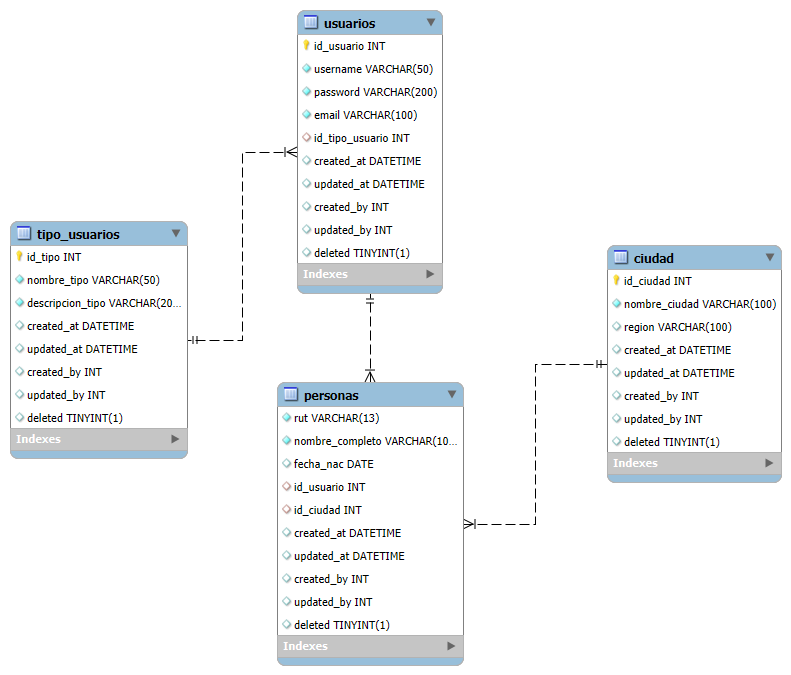 usuarios
id_usuario INT
username VARCHAR(50)
password VARCHAR(200)
email VARCHAR(100)
id_tipo_usuario INT
created_at DATETIME
updated_at DATETIME
created_by INT
updated_by INT
deleted TINYINT(1)
Indexes
tipo_usuarios
id_tipo INT
nombre_tipo VARCHAR(50)
descripcion_tipo VARCHAR(20...
created_at DATETIME
updated_at DATETIME
created_by INT
updated_by INT
deleted TINYINT(1)
Indexes
ciudad
id_ciudad INT
nombre_ciudad VARCHAR(100)
region VARCHAR(100)
created_at DATETIME
updated_at DATETIME
created_by INT
updated_by INT
deleted TINYINT(1)
Indexes
personas
rut VARCHAR(13)
nombre_completo VARCHAR(10...
fecha_nac DATE
id_usuario INT
id_ciudad INT
created_at DATETIME
updated_at DATETIME
created_by INT
updated_by INT
deleted TINYINT(1)
Indexes